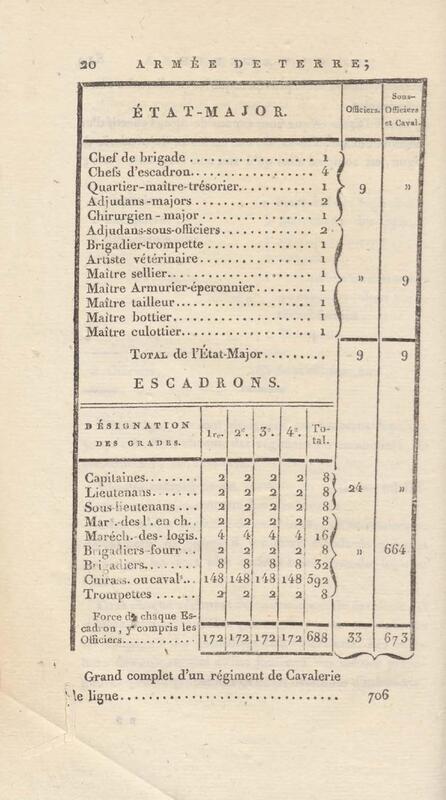 20 ARMÉE DE TERRE;
ÉTAT-MAJOR. Officiers. Sous-Officiers et Caval.
Chef de brigade ................. 1
Chefs d'escadron................. 4
Quartier-maître-trésorier........... 1 9 »
Adjudans-majors ................ 2
Chirurgien-major ................ 1
Adjudans-sous-officiers ............. 2
Brigadier-trompette ............... 1
Artiste vétérinaire................ 1
Maître sellier.................... 1 » 9
Maître Armurier-éperonnier......... 1
Maître tailleur ................... 1
Maître bottier.................... 1
Maître culottier................... 1
TOTAL de l'État-Major......... 9 9
ESCADRONS.
DÉSIGNATION DES GRADES. 1re. 2e. 3e. 4e. Total.
Capitaines........ 2 2 2 2 8
Lieutenans....... 2 2 2 2 8 24 »
Sous-lieutenans ... 2 2 2 2 8
Mar.-des l. en ch.. 2 2 2 2 8
Maréch.-des-logis. 4 4 4 4 16
Brigadiers-fourr .. 2 2 2 2 8 » 664
Brigadiers........ 8 8 8 8 32
Cuirass. ou caval.. 148 148 148 148 592
Trompettes ...... 2 2 2 2 8
Force de chaque Es-
cadron, y compris les
Officiers............ 172 172 172 172 688 33 673
Grand complet d'un régiment de Cavalerie
de ligne................................ 706